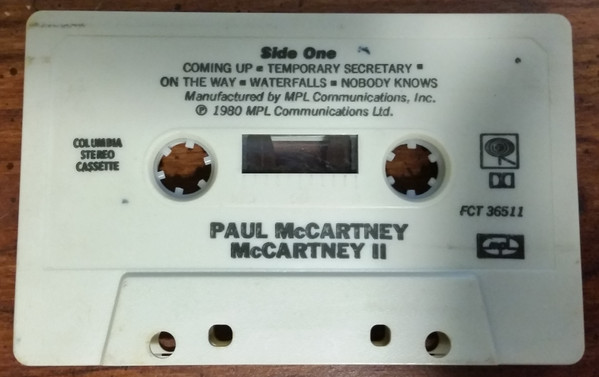 Side One
COMING UP ▪ TEMPORARY SECRETARY ▪
ON THE WAY ▪ WATERFALLS ▪ NOBODY KNOWS
Manufactured by MPL Communications, Inc.
℗ 1980 MPL Communications Ltd.
COLUMBIA
STEREO
CASSETTE
FCT 36511
PAUL McCARTNEY
McCARTNEY II